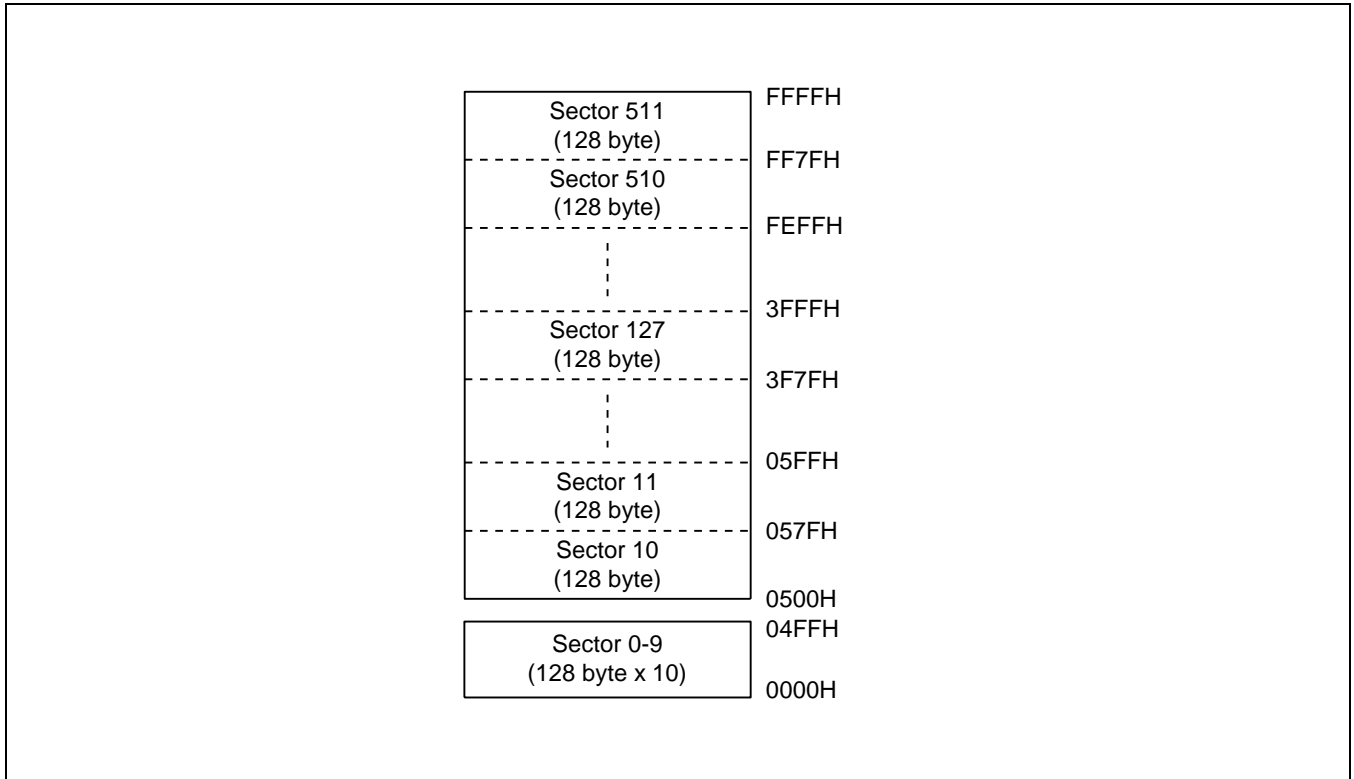 FFFFH
Sector 511
(128 byte)
FF7FH
Sector 510
(128 byte)
FEFFH
3FFFH
Sector 127
(128 byte)
3F7FH
05FFH
Sector 11
(128 byte)
057FH
Sector 10
(128 byte)
0500H
04FFH
Sector 0-9
(128 byte x 10)
0000H